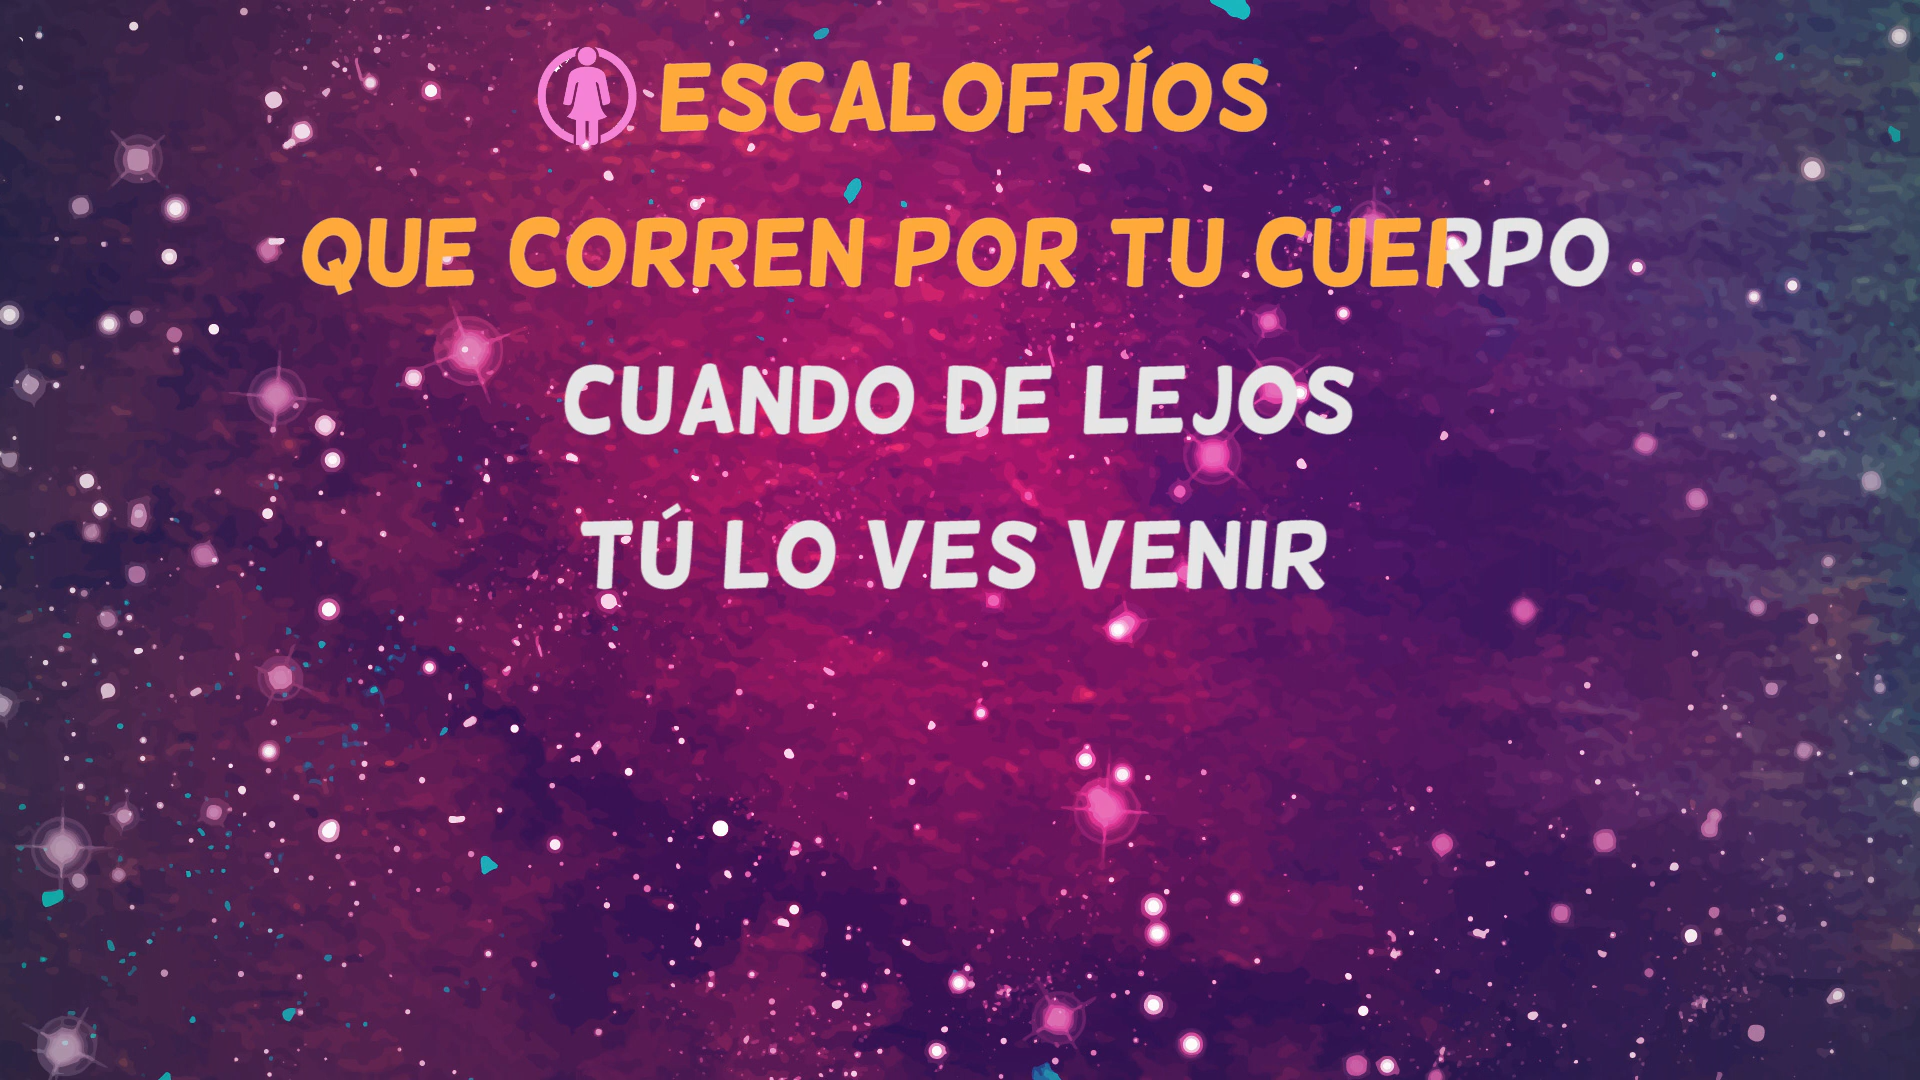 ESCALOFRÍOS
QUE CORREN POR TU CUERPO
CUANDO DE LEJOS
TÚ LO VES VENIR